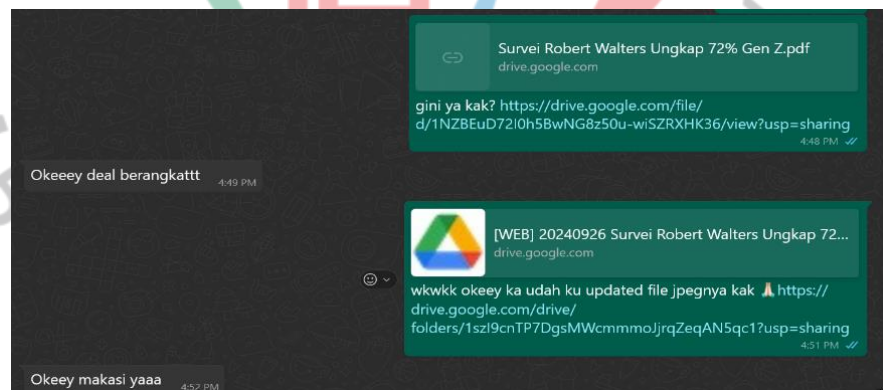 Survei Robert Walters Ungkap 72% Gen Z.pdf
drive.google.com
gini ya kak? https://drive.google.com/file/
d/1NZBEuD72I0h5BwNG8z50u-wiSZRXHK36/view?usp=sharing
4:48 PM
Okeeey deal berangkattt
4:49 PM
[WEB] 20240926 Survei Robert Walters Ungkap 72...
drive.google.com
wkwkk okeey ka udah ku updated file jpegnya kak 🙏🏻https://
drive.google.com/drive/
folders/1szI9cnTP7DgsMWcmmmoJjrqZeqAN5qc1?usp=sharing
4:51 PM
Okeey makasi yaaa
4:52 PM